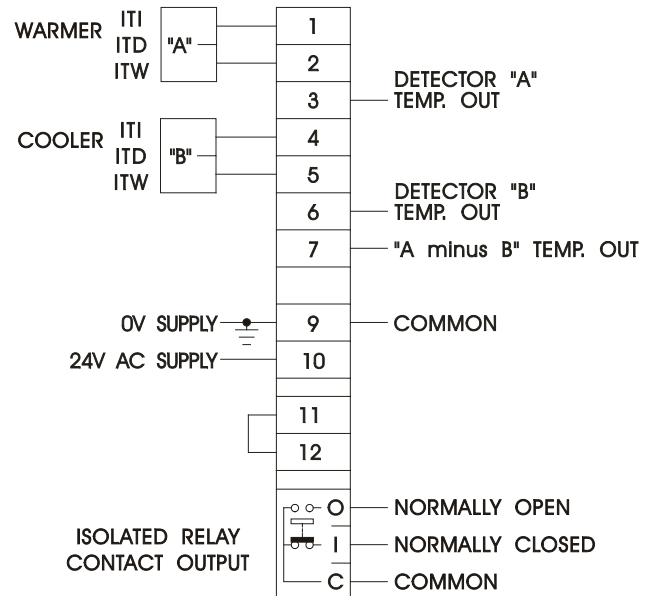 ITI
WARMER
ITD
"A"
ITW
1
2
3
DETECTOR "A"
TEMP. OUT
ITI
COOLER
ITD
"B"
ITW
4
5
6
DETECTOR "B"
TEMP. OUT
7
"A minus B" TEMP. OUT
0V SUPPLY
9
COMMON
24V AC SUPPLY
10
11
12
ISOLATED RELAY
CONTACT OUTPUT
O
NORMALLY OPEN
I
NORMALLY CLOSED
C
COMMON